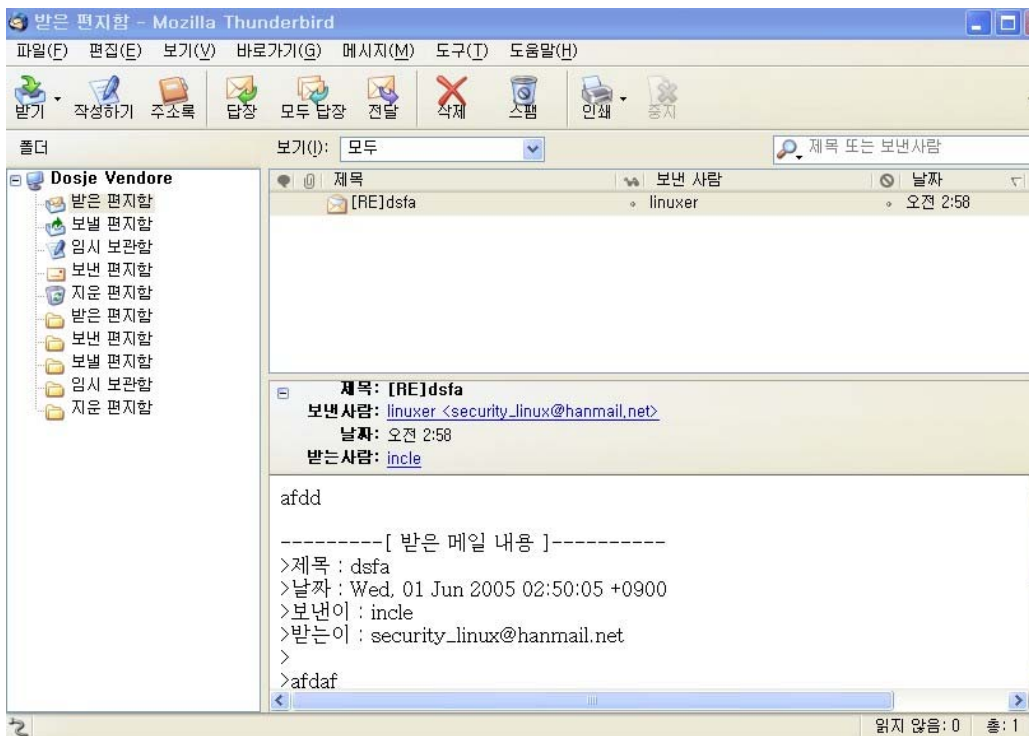 받은 편지함 - Mozilla Thunderbird
파일(F) 편집(E) 보기(V) 바로가기(G) 메시지(M) 도구(T) 도움말(H)
받기 작성하기 주소록 답장 모두 답장 전달 삭제 스팸 인쇄 중지
폴더 보기(I): 모두 제목 또는 보낸사람
Dosje Vendore
받은 편지함
보낼 편지함
임시 보관함
보낸 편지함
지운 편지함
받은 편지함
보낸 편지함
보낼 편지함
임시 보관함
지운 편지함
제목 보낸 사람 날짜
[RE]dsfa linuxer 오전 2:58
제목: [RE]dsfa
보낸사람: linuxer <security_linux@hanmail.net>
날짜: 오전 2:58
받는사람: incle
afdd
---------[ 받은 메일 내용 ]----------
>제목 : dsfa
>날짜 : Wed, 01 Jun 2005 02:50:05 +0900
>보낸이 : incle
>받는이 : security_linux@hanmail.net
>
>afdaf
읽지 않음: 0 총: 1